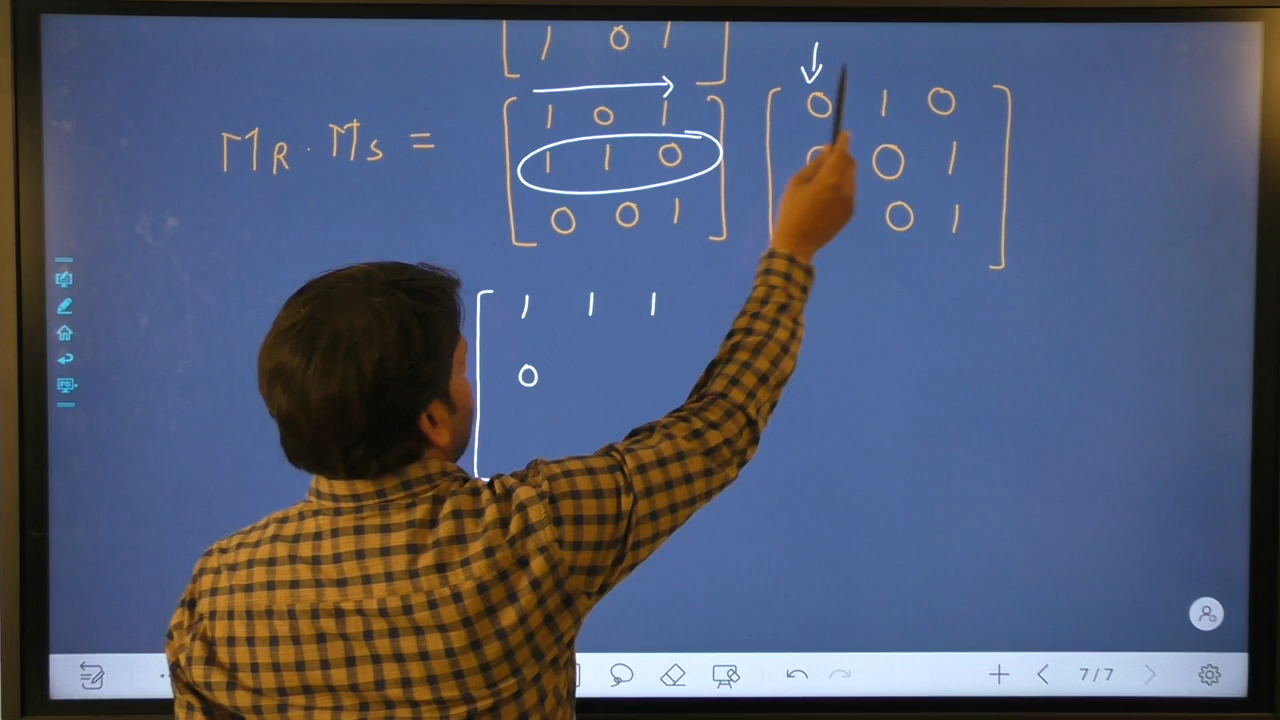 1 0 1
M_R . M_S = [ 1 0 1 ] [ 0 1 0 ]
[ 1 1 0 ] [ 0 1 ]
[ 0 0 1 ] [ 0 1 ]
[ 1 1 1
0
7/7